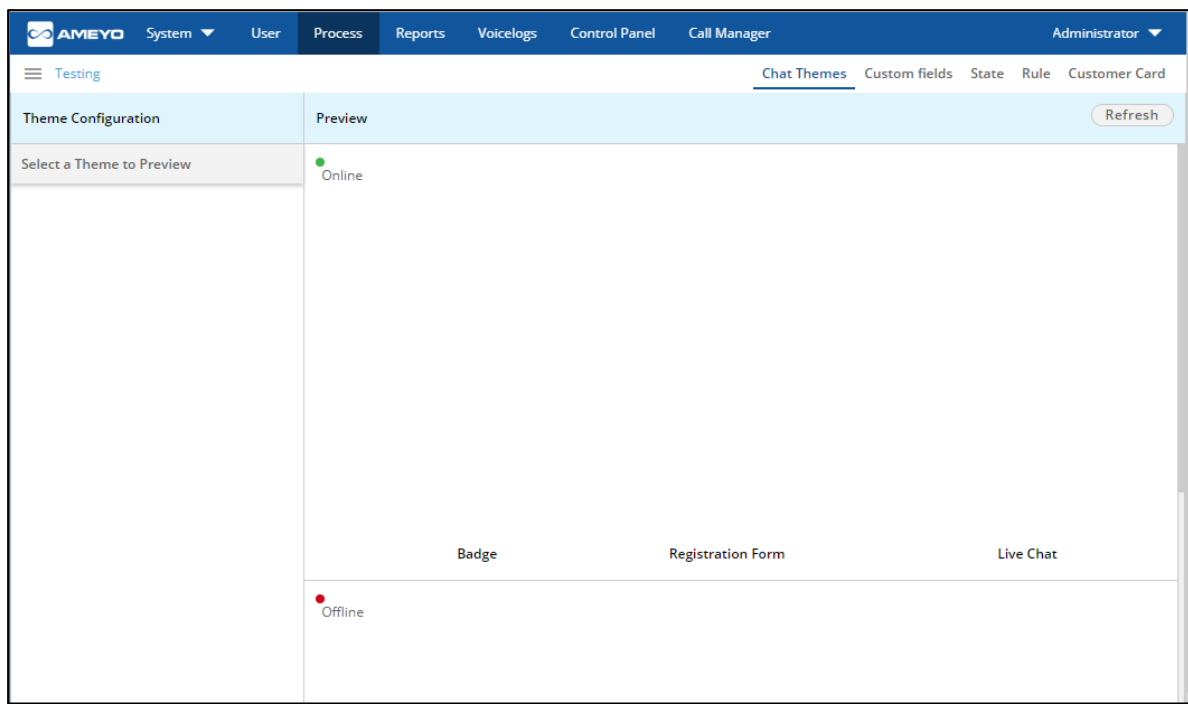 AMEYO System User Process Reports Voicelogs Control Panel Call Manager Administrator
Testing Chat Themes Custom fields State Rule Customer Card
Theme Configuration Preview Refresh
Select a Theme to Preview
Online
Badge Registration Form Live Chat
Offline